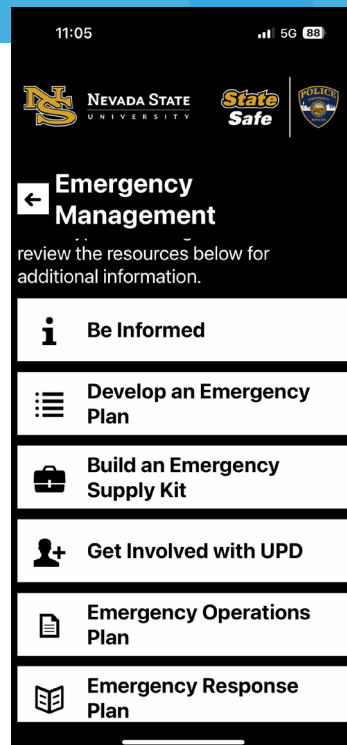 11:05
5G 88
NS
NEVADA STATE
UNIVERSITY
State
Safe
POLICE
Emergency
Management
review the resources below for
additional information.
Be Informed
Develop an Emergency
Plan
Build an Emergency
Supply Kit
Get Involved with UPD
Emergency Operations
Plan
Emergency Response
Plan